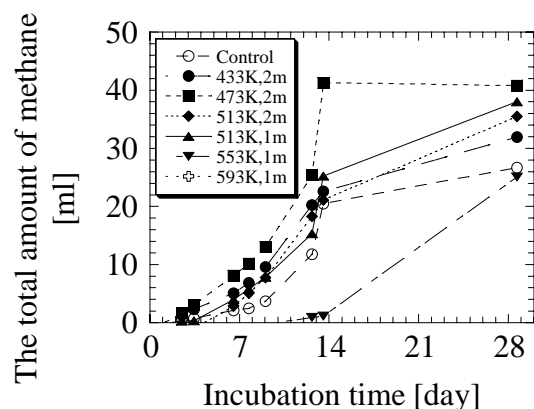 The total amount of methane
[ml]
50
40
30
20
10
0
Control
433K,2m
473K,2m
513K,2m
513K,1m
553K,1m
593K,1m
0 7 14 21 28
Incubation time [day]